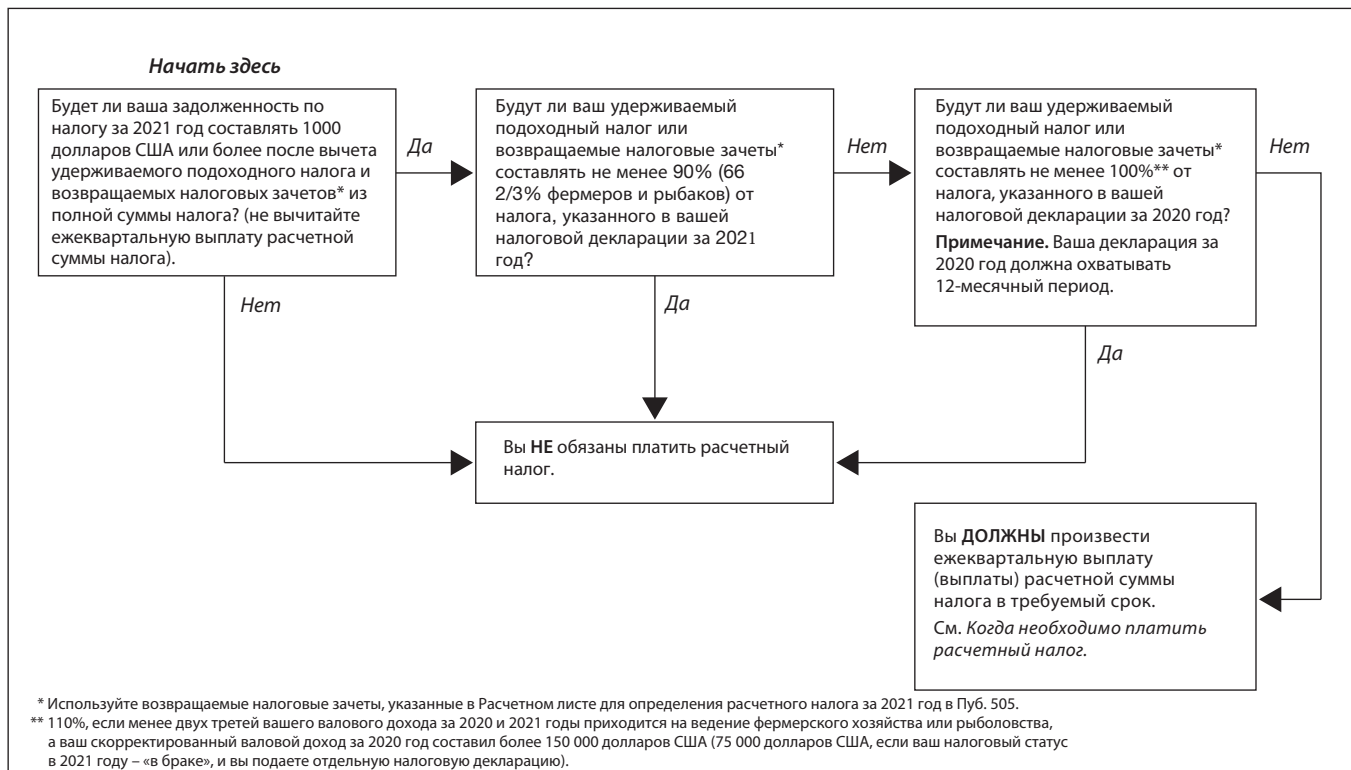 Начать здесь
Будет ли ваша задолженность по
налогу за 2021 год составлять 1000
долларов США или более после вычета
удерживаемого подоходного налога и
возвращаемых налоговых зачетов* из
полной суммы налога? (не вычитайте
ежеквартальную выплату расчетной
суммы налога).
Да
Нет
Будут ли ваш удерживаемый
подоходный налог или
возвращаемые налоговые зачеты*
составлять не менее 90% (66
2/3% фермеров и рыбаков) от
налога, указанного в вашей
налоговой декларации за 2021
год?
Нет
Да
Будут ли ваш удерживаемый
подоходный налог или
возвращаемые налоговые зачеты*
составлять не менее 100%** от
налога, указанного в вашей
налоговой декларации за 2020 год?
Примечание. Ваша декларация за
2020 год должна охватывать
12-месячный период.
Нет
Да
Вы НЕ обязаны платить расчетный
налог.
Вы ДОЛЖНЫ произвести
ежеквартальную выплату
(выплаты) расчетной суммы
налога в требуемый срок.
См. Когда необходимо платить
расчетный налог.
* Используйте возвращаемые налоговые зачеты, указанные в Расчетном листе для определения расчетного налога за 2021 год в Пуб. 505.
** 110%, если менее двух третей вашего валового дохода за 2020 и 2021 годы приходится на ведение фермерского хозяйства или рыболовства,
а ваш скорректированный валовой доход за 2020 год составил более 150 000 долларов США (75 000 долларов США, если ваш налоговый статус
в 2021 году – «в браке», и вы подаете отдельную налоговую декларацию).